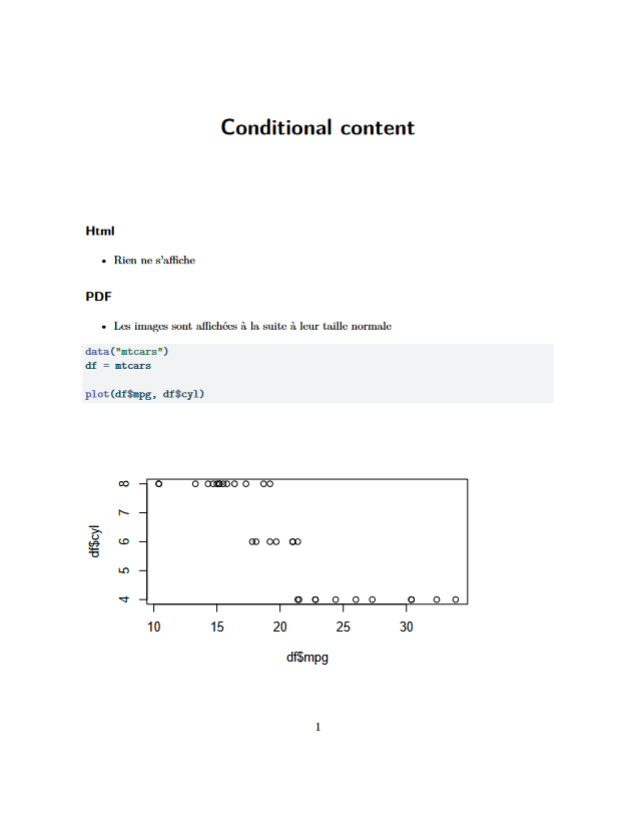 Conditional content
Html
• Rien ne s'affiche
PDF
• Les images sont affichées à la suite à leur taille normale
data("mtcars")
df = mtcars
plot(df$mpg, df$cyl)
8
7
6
5
4
df$cyl
10 15 20 25 30
df$mpg
1